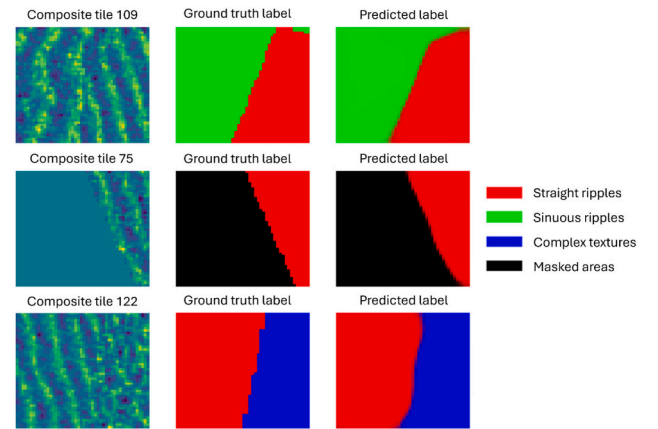 Composite tile 109 Ground truth label Predicted label
Composite tile 75 Ground truth label Predicted label
Straight ripples
Sinuous ripples
Complex textures
Masked areas
Composite tile 122 Ground truth label Predicted label